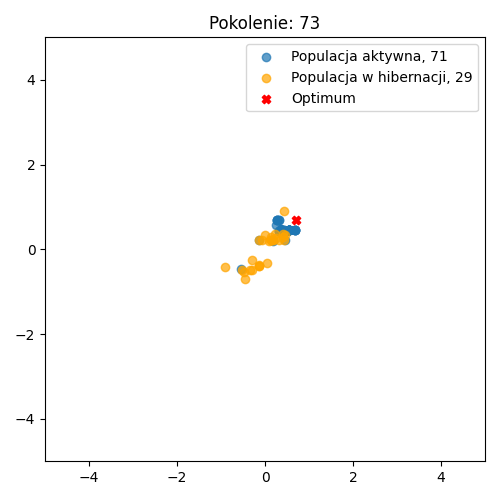 Pokolenie: 73
Populacja aktywna, 71
Populacja w hibernacji, 29
Optimum
4
2
0
−2
−4
−4
−2
0
2
4